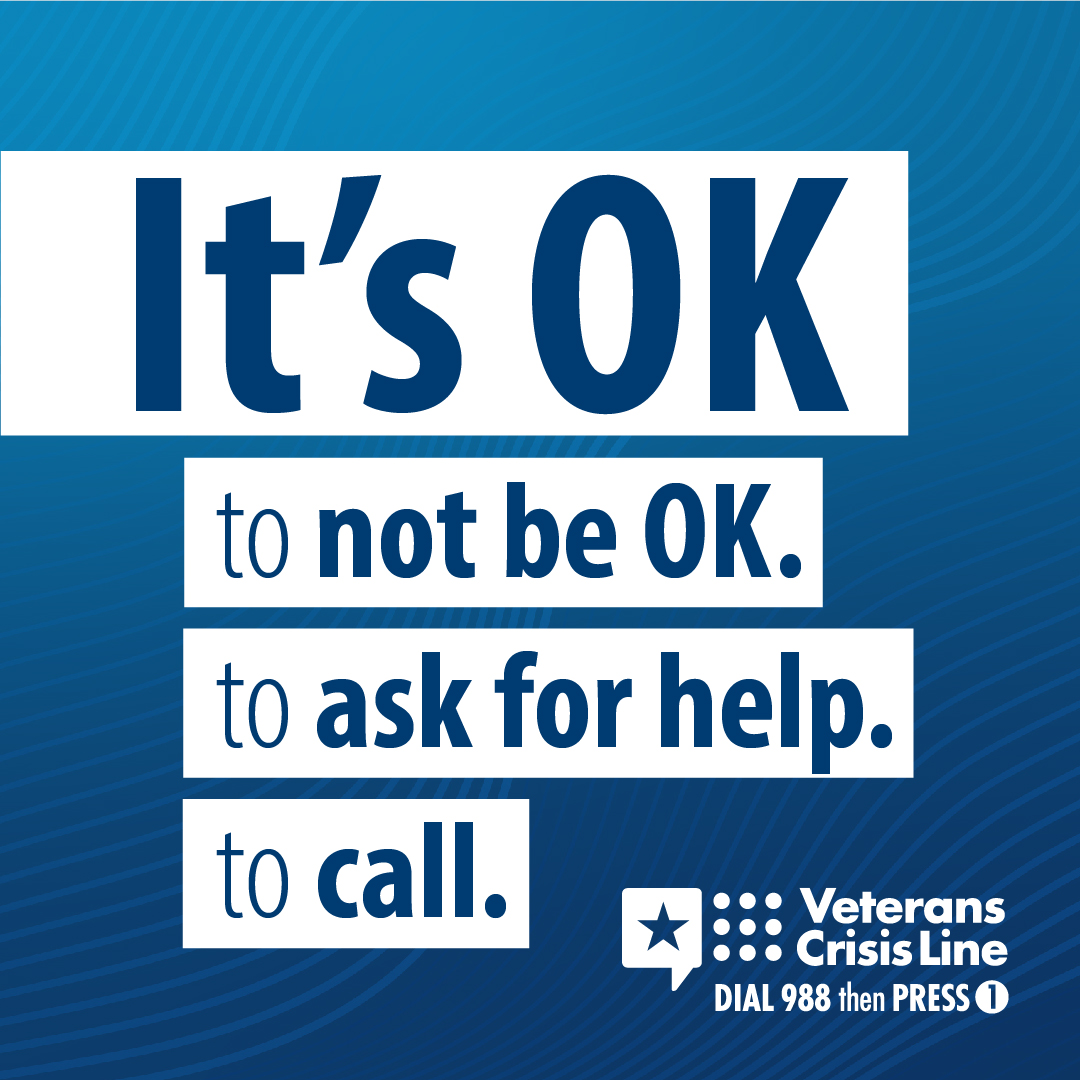 It’s OK
to not be OK.
to ask for help.
to call.
Veterans
Crisis Line
DIAL 988 then PRESS 1